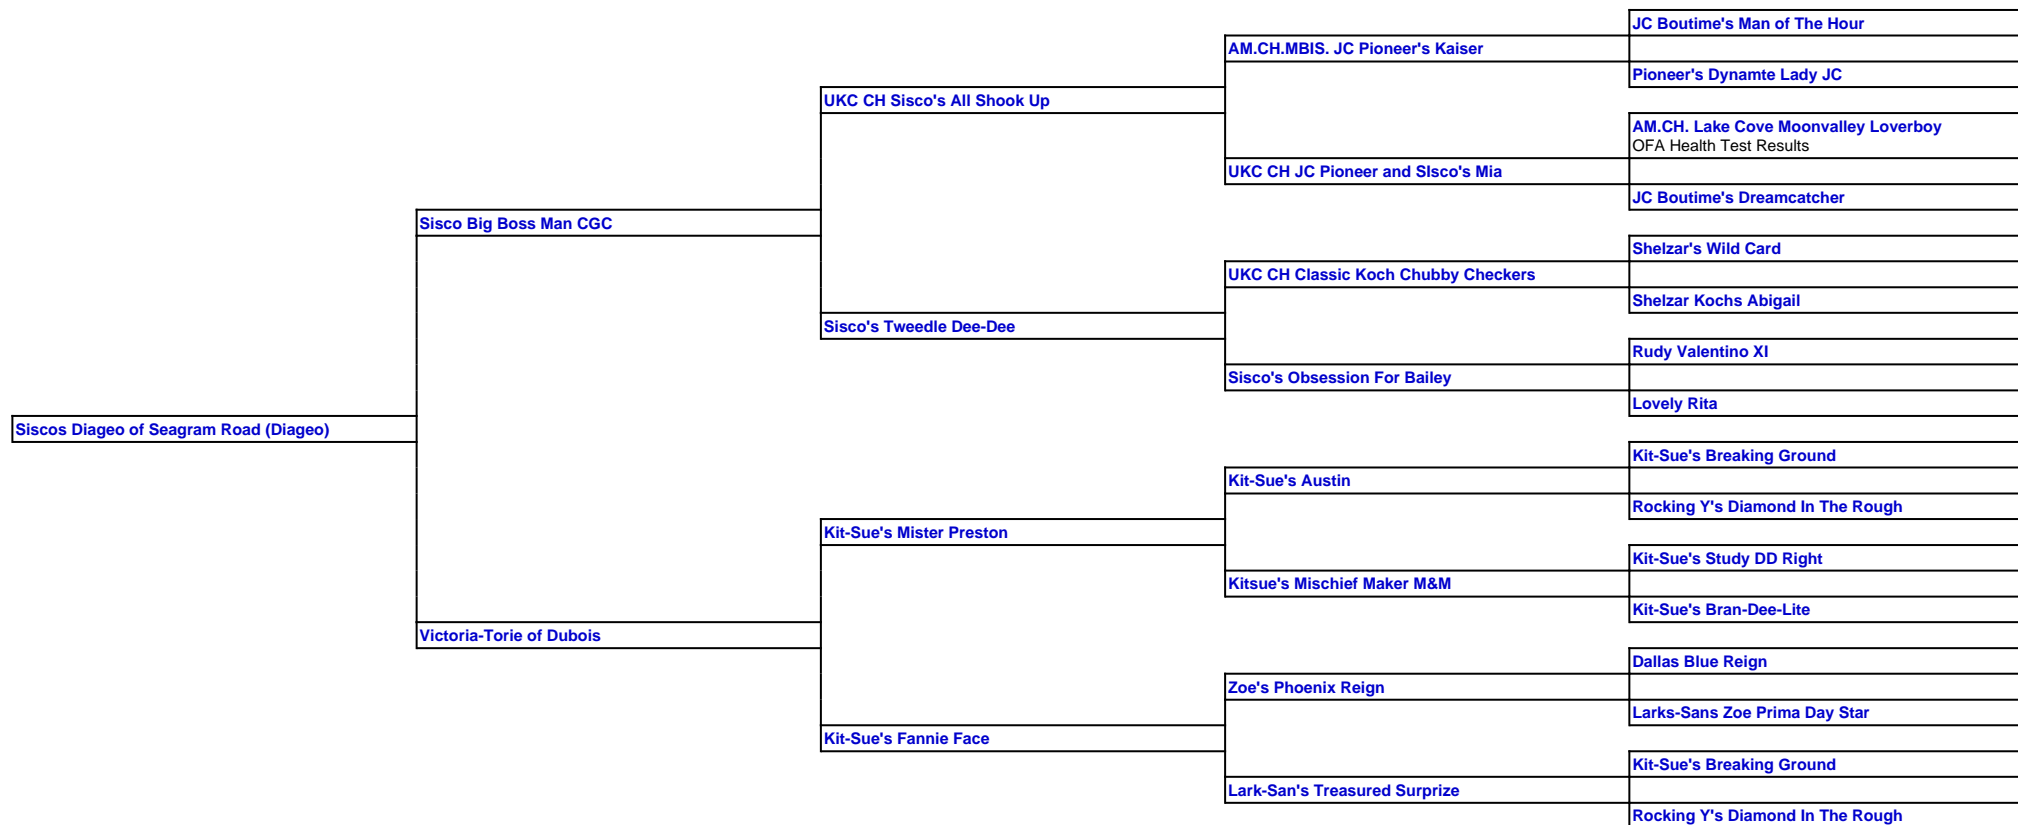 JC Boutime's Man of The Hour
AM.CH.MBIS. JC Pioneer's Kaiser
Pioneer's Dynamte Lady JC
UKC CH Sisco's All Shook Up
AM.CH. Lake Cove Moonvalley Loverboy
OFA Health Test Results
UKC CH JC Pioneer and SIsco's Mia
JC Boutime's Dreamcatcher
Sisco Big Boss Man CGC
Shelzar's Wild Card
UKC CH Classic Koch Chubby Checkers
Shelzar Kochs Abigail
Sisco's Tweedle Dee-Dee
Rudy Valentino XI
Sisco's Obsession For Bailey
Lovely Rita
Siscos Diageo of Seagram Road (Diageo)
Kit-Sue's Breaking Ground
Kit-Sue's Austin
Rocking Y's Diamond In The Rough
Kit-Sue's Mister Preston
Kit-Sue's Study DD Right
Kitsue's Mischief Maker M&M
Kit-Sue's Bran-Dee-Lite
Victoria-Torie of Dubois
Dallas Blue Reign
Zoe's Phoenix Reign
Larks-Sans Zoe Prima Day Star
Kit-Sue's Fannie Face
Kit-Sue's Breaking Ground
Lark-San's Treasured Surprize
Rocking Y's Diamond In The Rough